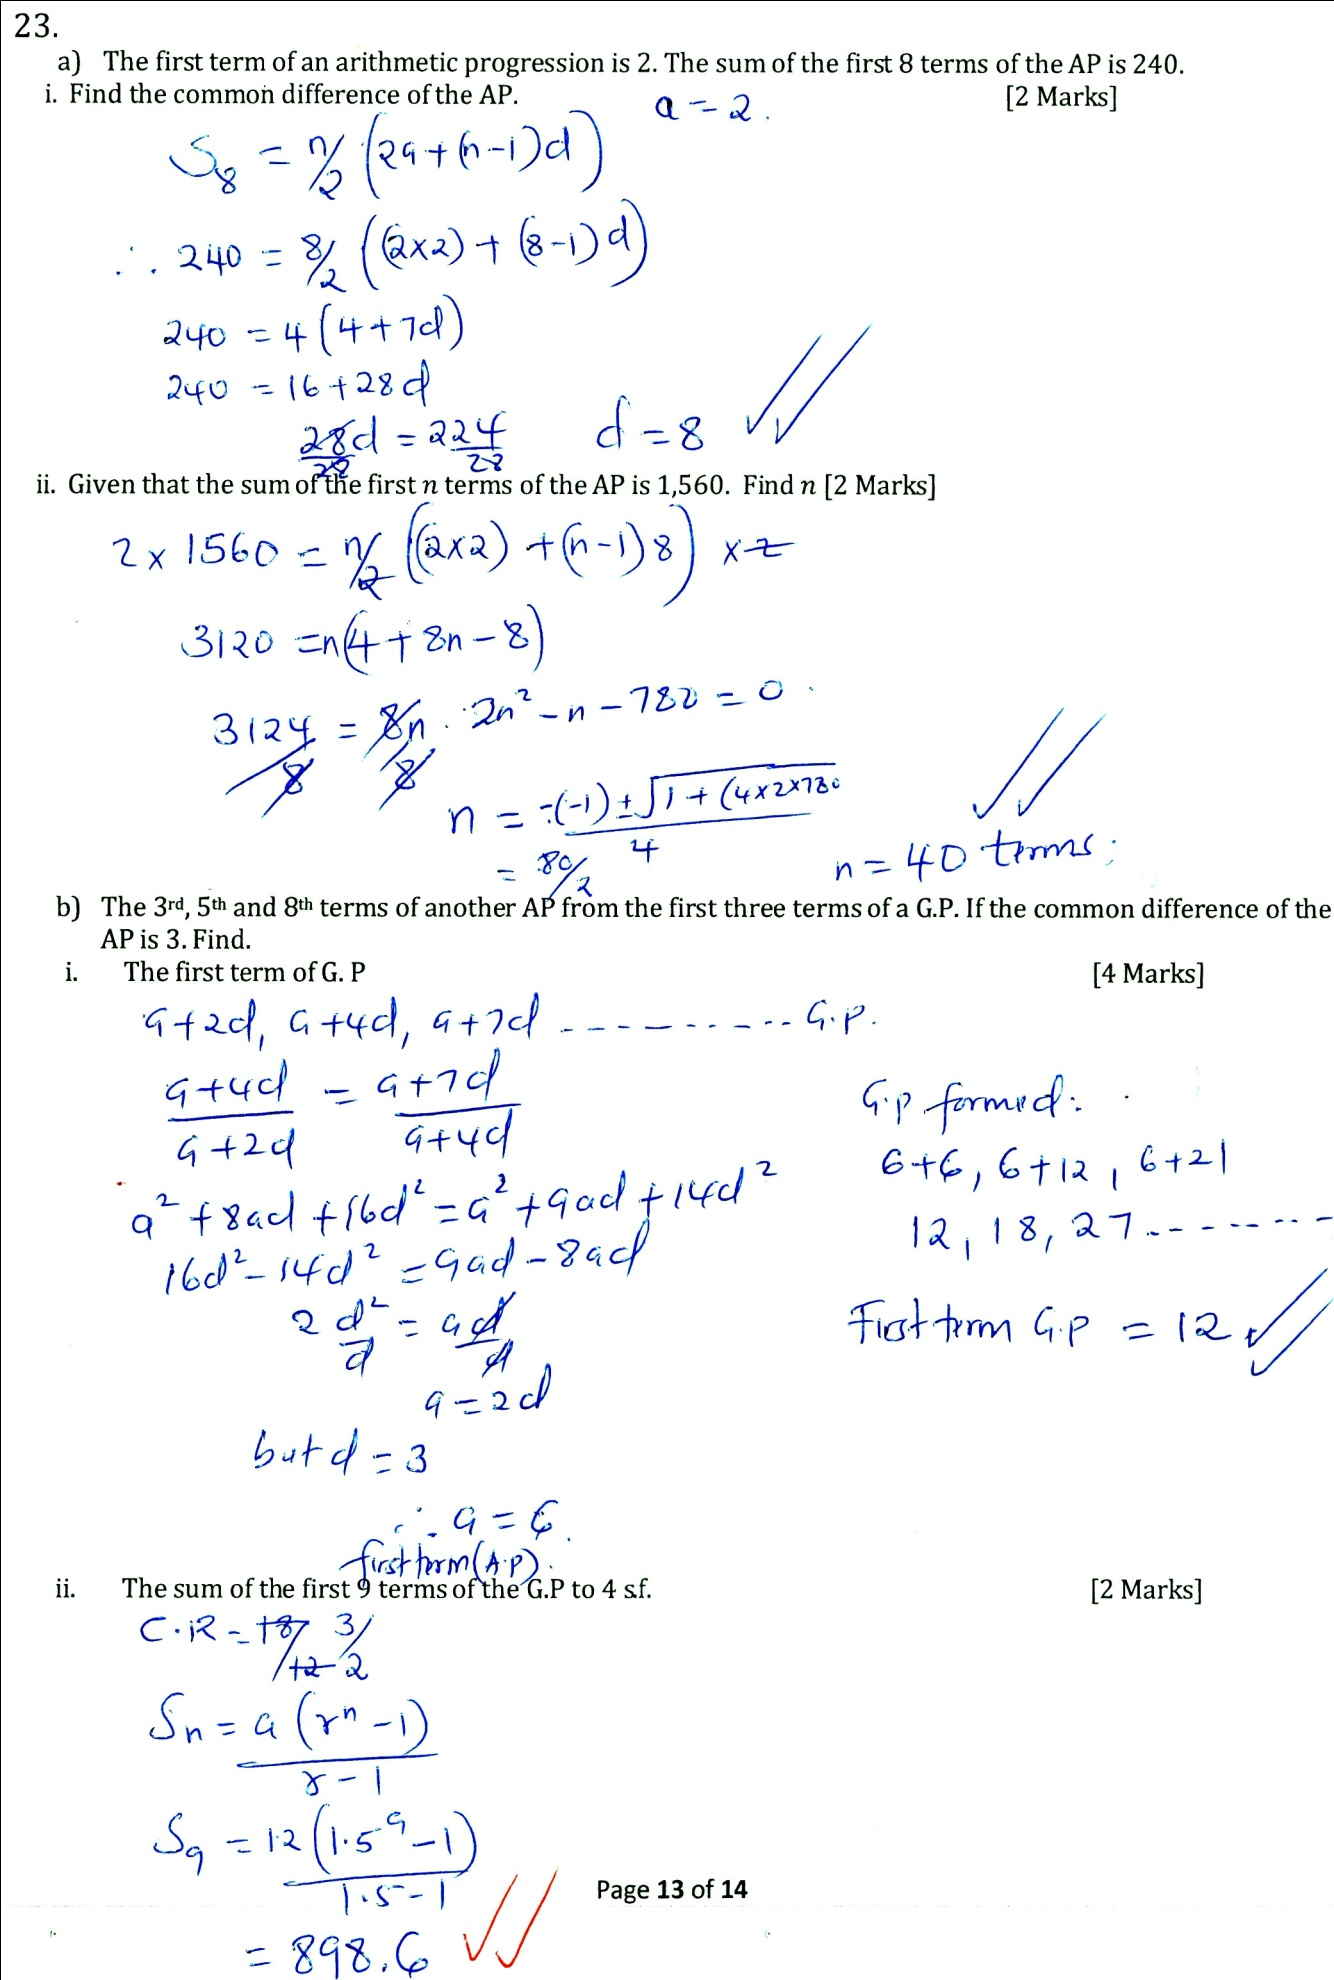 23.
a) The first term of an arithmetic progression is 2. The sum of the first 8 terms of the AP is 240.
i. Find the common difference of the AP. [2 Marks]
a = 2.
S₈ = n/2 (2a + (n-1)d)
∴ 240 = 8/2 ((2×2) + (8-1)d)
240 = 4(4+7d)
240 = 16+28d
28d/28 = 224/28 d = 8
ii. Given that the sum of the first n terms of the AP is 1,560. Find n [2 Marks]
2 × 1560 = n/2 ((2×2) + (n-1)8) × 2
3120 = n(4+8n-8)
3124/8 = 8n/8 . 2n² - n - 780 = 0.
n = -(-1) ± √1 + (4×2×780 / 4
= 80/2 n = 40 terms.
b) The 3rd, 5th and 8th terms of another AP from the first three terms of a G.P. If the common difference of the
AP is 3. Find.
i. The first term of G. P [4 Marks]
a+2d, a+4d, a+7d ---------- G.P.
a+4d/a+2d = a+7d/a+4d
a² + 8ad + 16d² = a² + 9ad + 14d²
16d² - 14d² = 9ad - 8ad
2d²/d = ad/d
a = 2d
but d = 3
∴ a = 6.
first term (A.P).
G.P formed:
6+6, 6+12, 6+21
12, 18, 27 --------
First term G.P = 12
ii. The sum of the first 9 terms of the G.P to 4 s.f. [2 Marks]
C.R = 18/12 3/2
Sn = a(rⁿ - 1)/r - 1
S₉ = 12(1.5⁹ - 1)/1.5 - 1
= 898.6
Page 13 of 14